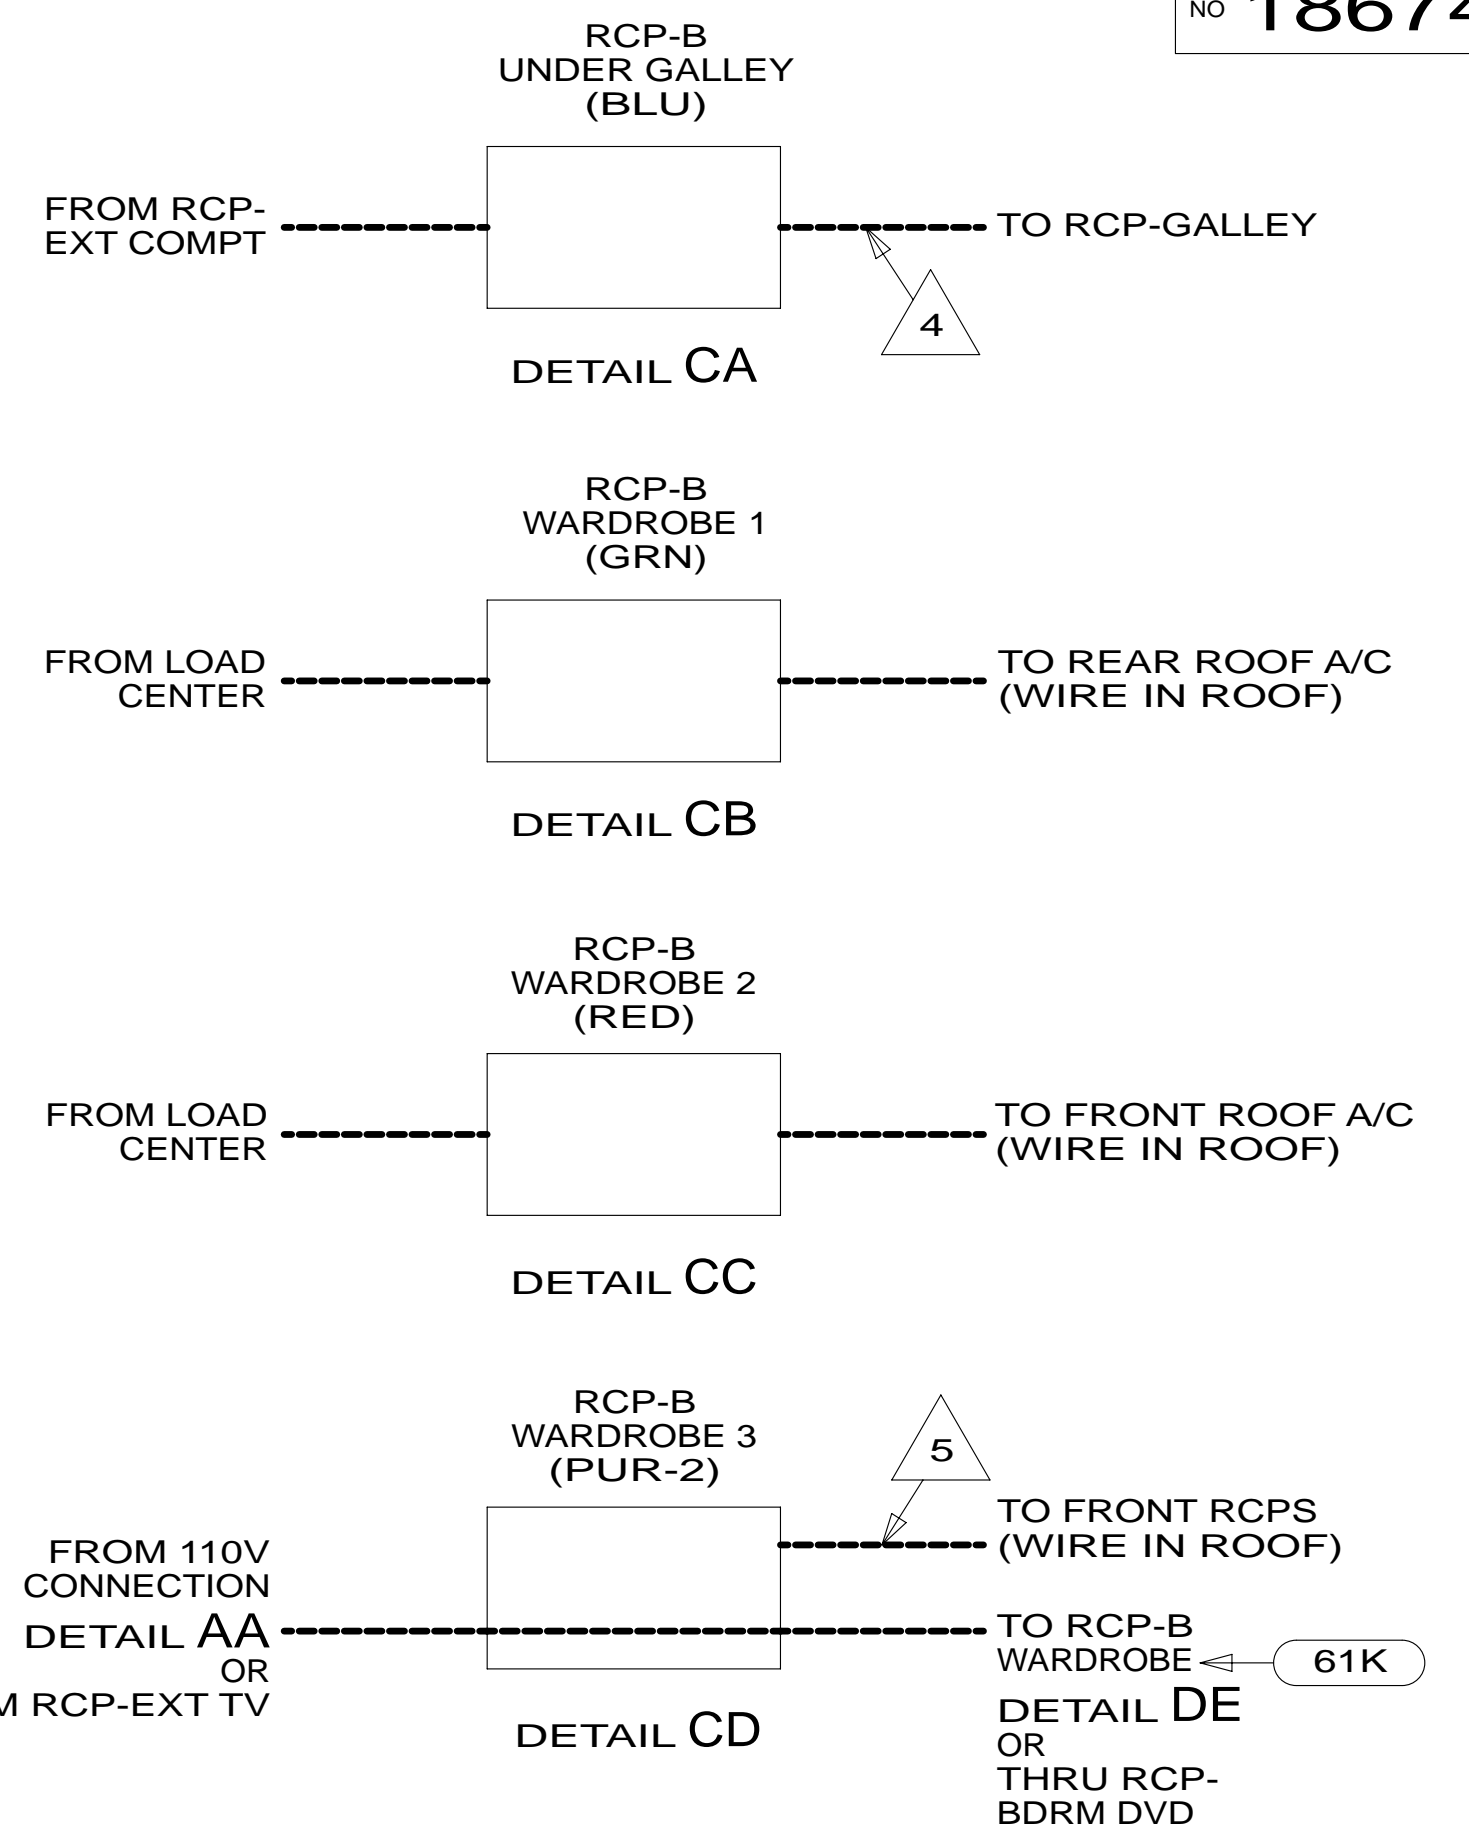 NO
RCP-B
UNDER GALLEY
(BLU)
FROM RCP-
EXT COMPT
TO RCP-GALLEY
4
DETAIL CA
RCP-B
WARDROBE 1
(GRN)
FROM LOAD
CENTER
TO REAR ROOF A/C
(WIRE IN ROOF)
DETAIL CB
RCP-B
WARDROBE 2
(RED)
FROM LOAD
CENTER
TO FRONT ROOF A/C
(WIRE IN ROOF)
DETAIL CC
RCP-B
WARDROBE 3
(PUR-2)
5
TO FRONT RCPS
(WIRE IN ROOF)
FROM 110V
CONNECTION
DETAIL AA
OR
RCP-EXT TV
TO RCP-B
WARDROBE
61K
DETAIL DE
OR
THRU RCP-
BDRM DVD
DETAIL CD